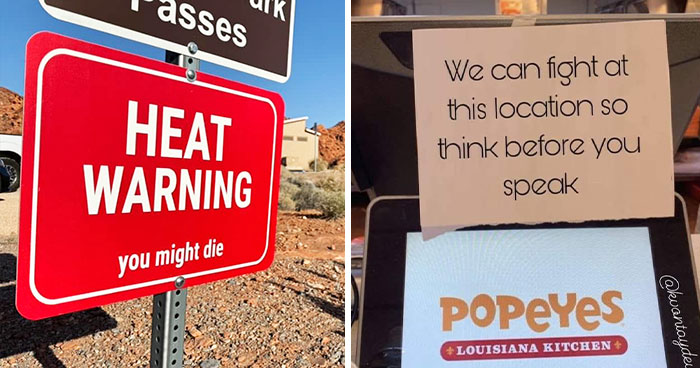 ark
Passes
HEAT
WARNING
you might die
We can fight at
this location so
think before you
speak
POPEYES
LOUISIANA KITCHEN